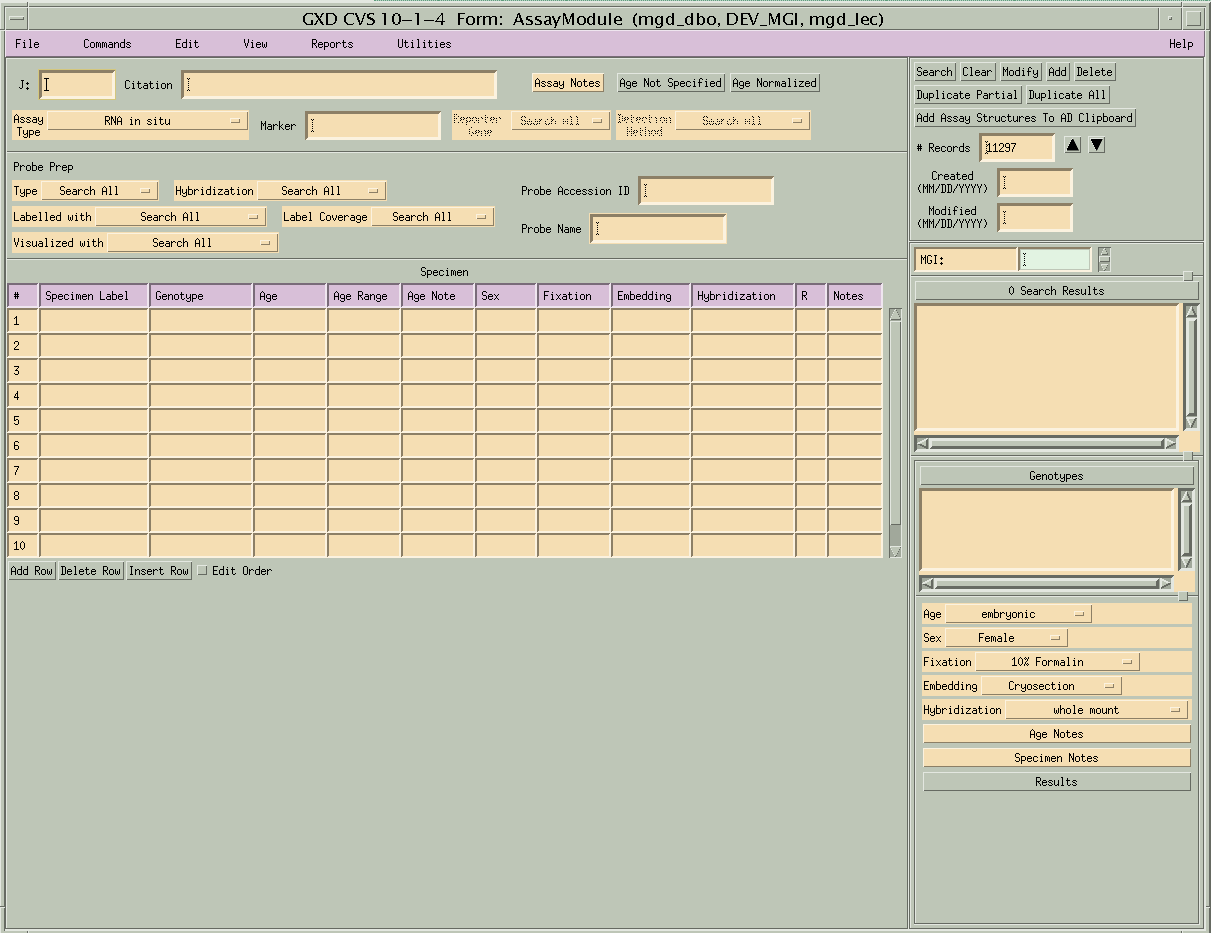 GXD CVS 10-1-4 Form: AssayModule (mgd_dbo, DEV_MGI, mgd_lec)
File Commands Edit View Reports Utilities Help
J: Citation Assay Notes Age Not Specified Age Normalized
Assay Type RNA in situ Marker Reporter Gene Search All Detection Method Search All
Probe Prep
Type Search All Hybridization Search All Probe Accession ID
Labelled with Search All Label Coverage Search All Probe Name
Visualized with Search All
Specimen
# Specimen Label Genotype Age Age Range Age Note Sex Fixation Embedding Hybridization R Notes
1
2
3
4
5
6
7
8
9
10
Add Row Delete Row Insert Row Edit Order
Search Clear Modify Add Delete
Duplicate Partial Duplicate All
Add Assay Structures To AD Clipboard
# Records 11297
Created
(MM/DD/YYYY)
Modified
(MM/DD/YYYY)
MGI:
0 Search Results
Genotypes
Age embryonic
Sex Female
Fixation 10% Formalin
Embedding Cryosection
Hybridization whole mount
Age Notes
Specimen Notes
Results